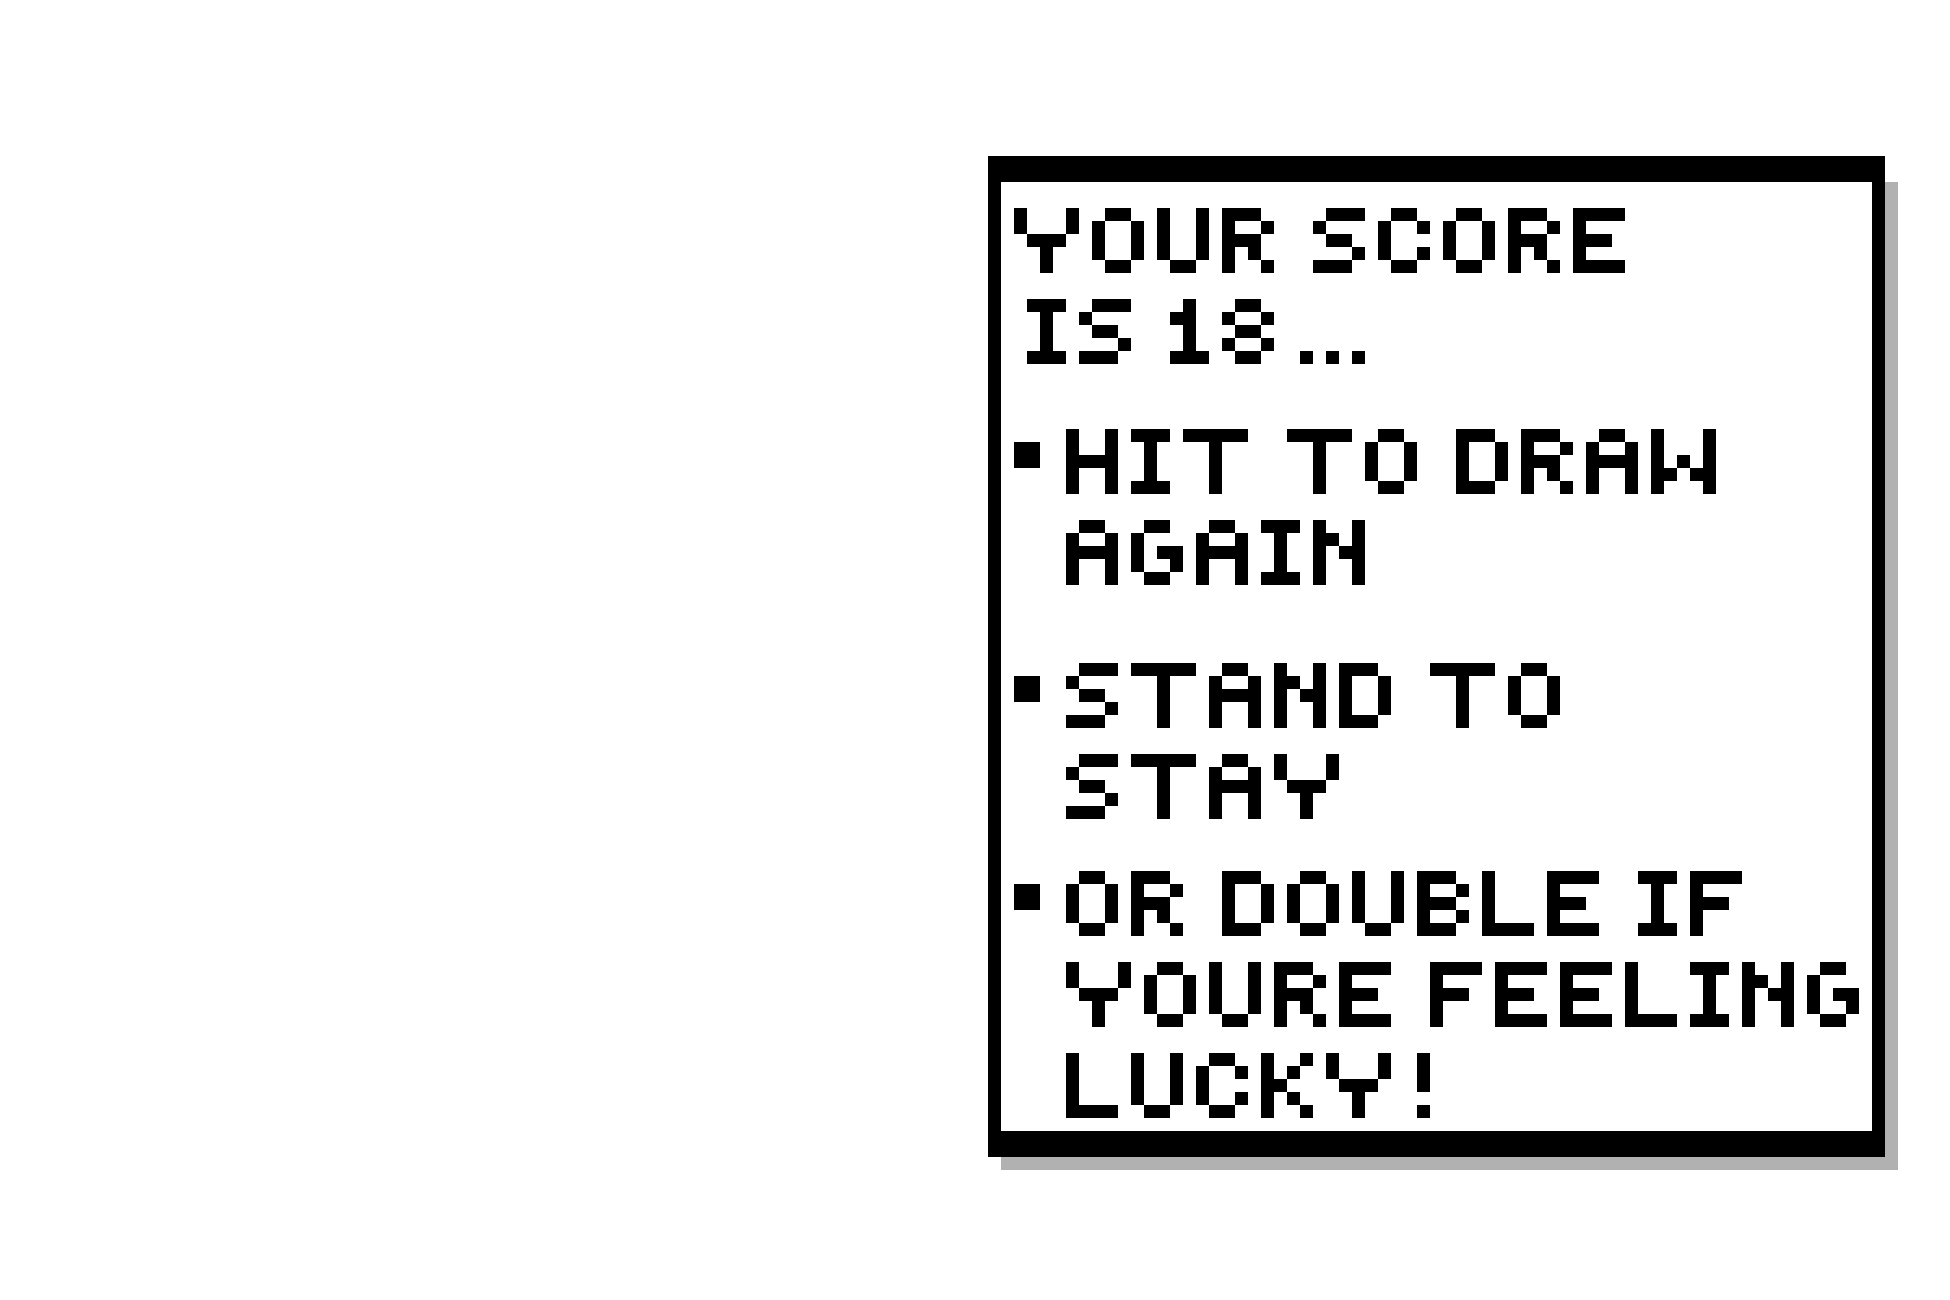 YOUR SCORE
IS 18...
▪ HIT TO DRAW
AGAIN
▪ STAND TO
STAY
▪ OR DOUBLE IF
YOURE FEELING
LUCKY!